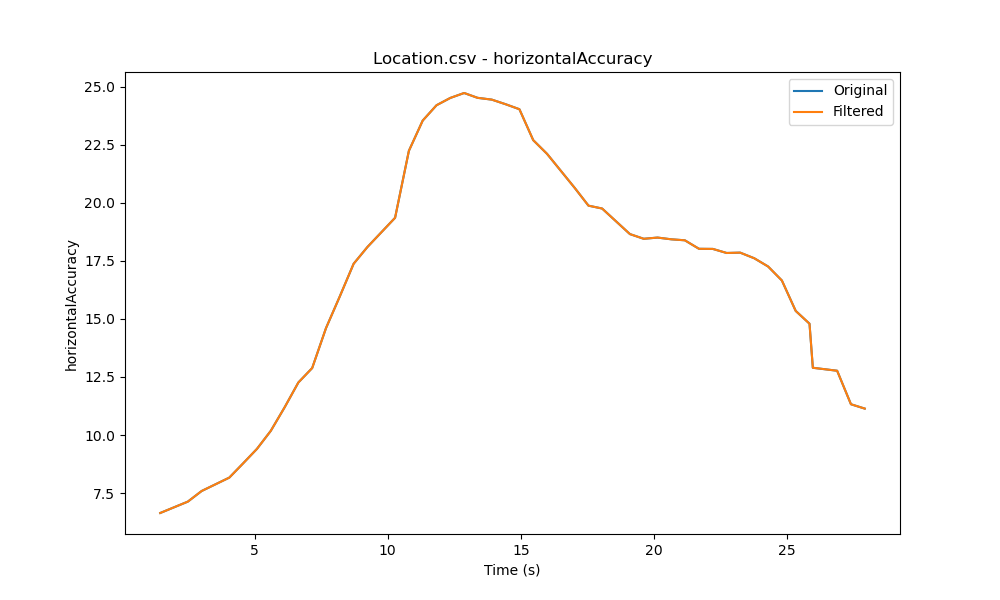 Location.csv - horizontalAccuracy
Original
Filtered
25.0
22.5
20.0
17.5
15.0
12.5
10.0
7.5
horizontalAccuracy
5 10 15 20 25
Time (s)